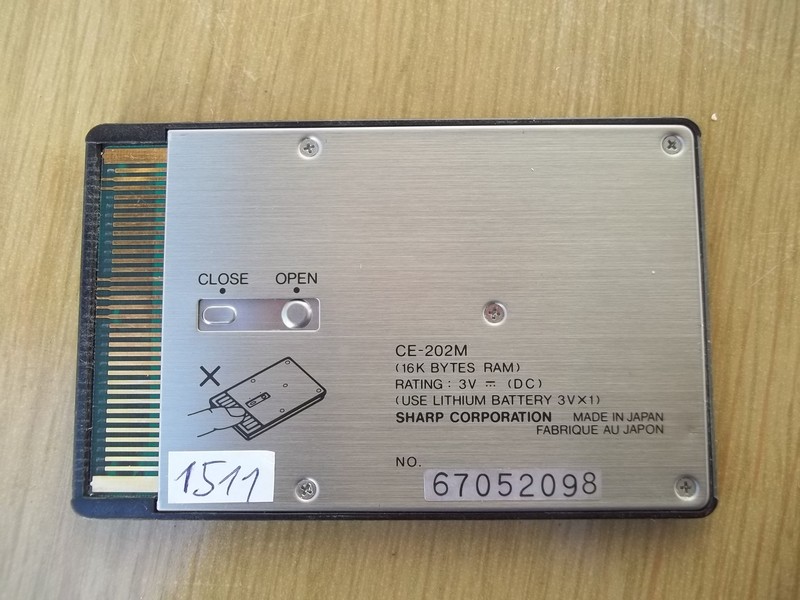 CLOSE OPEN
CE-202M
(16K BYTES RAM)
RATING : 3V ⎓ (DC)
(USE LITHIUM BATTERY 3V×1)
SHARP CORPORATION MADE IN JAPAN
FABRIQUE AU JAPON
NO.
67052098
1511